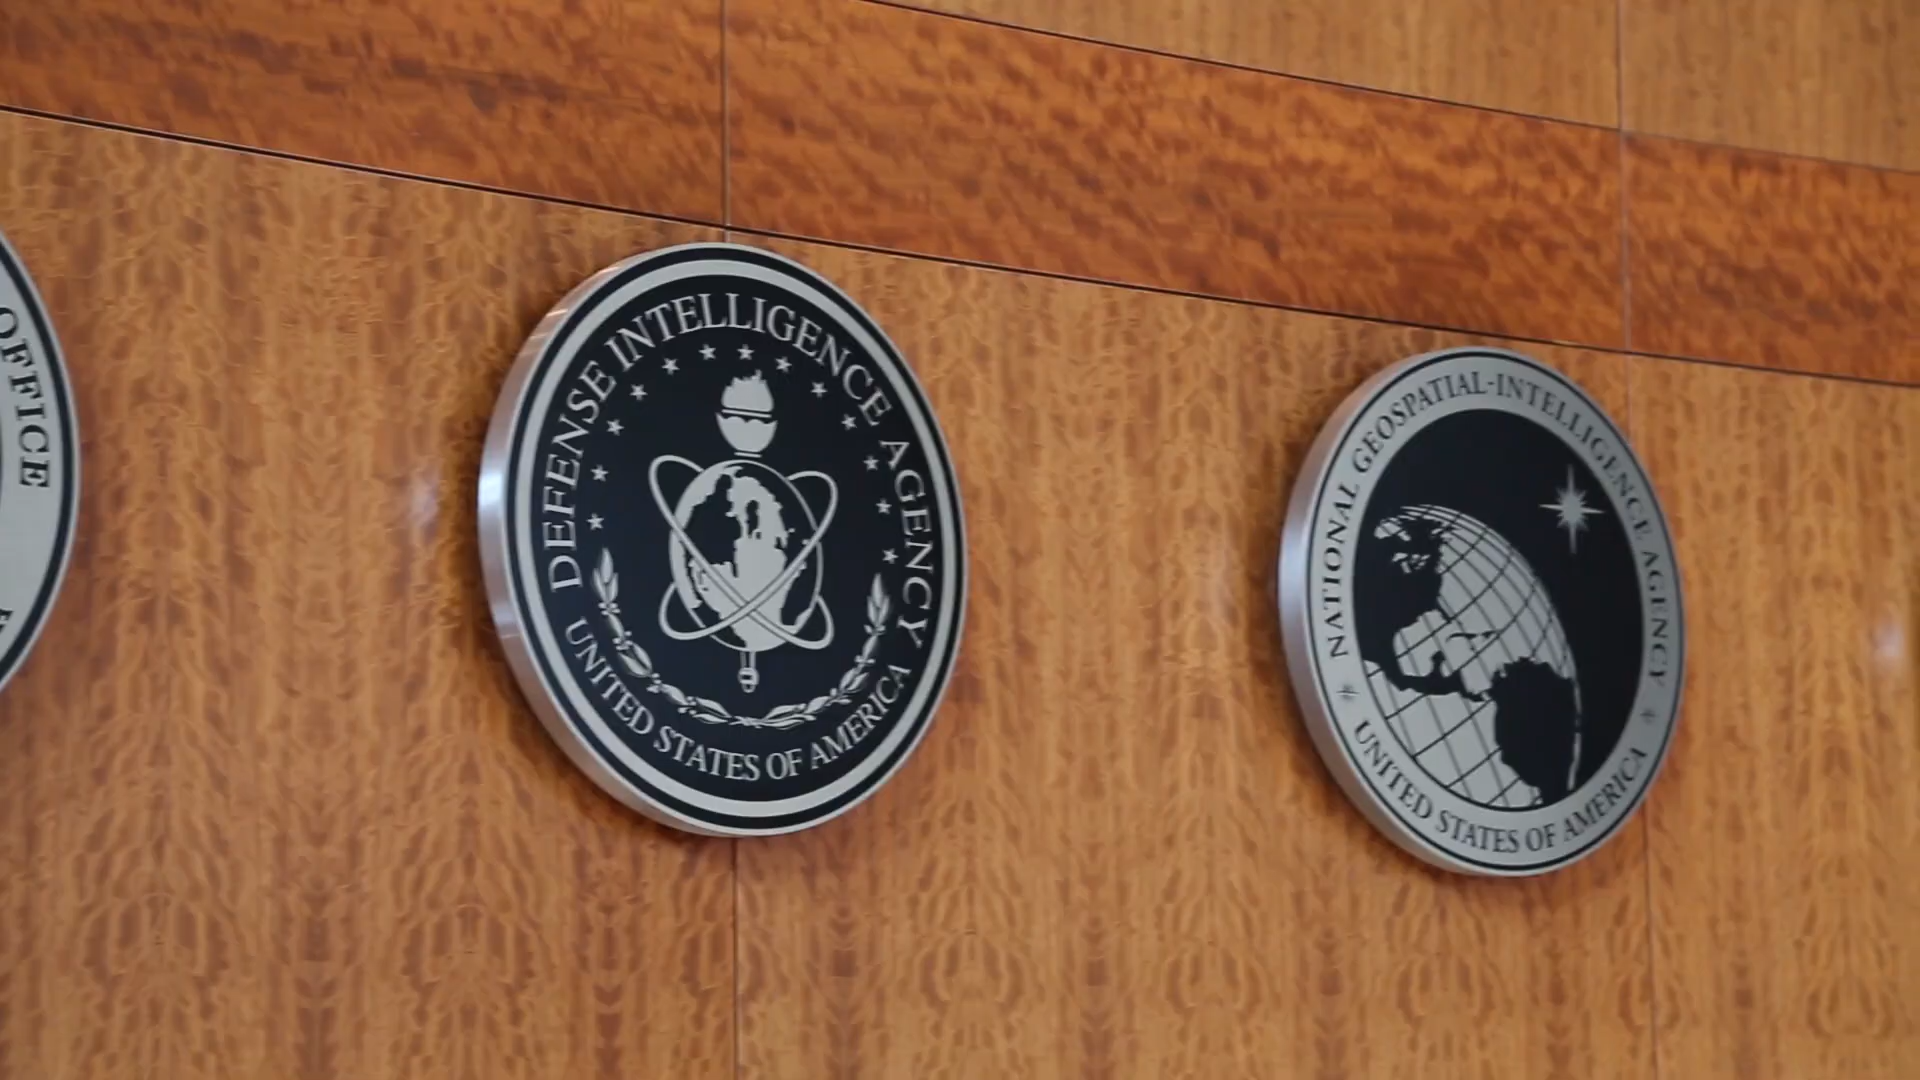 OFFICE
DEFENSE INTELLIGENCE AGENCY
UNITED STATES OF AMERICA
NATIONAL GEOSPATIAL-INTELLIGENCE AGENCY
UNITED STATES OF AMERICA